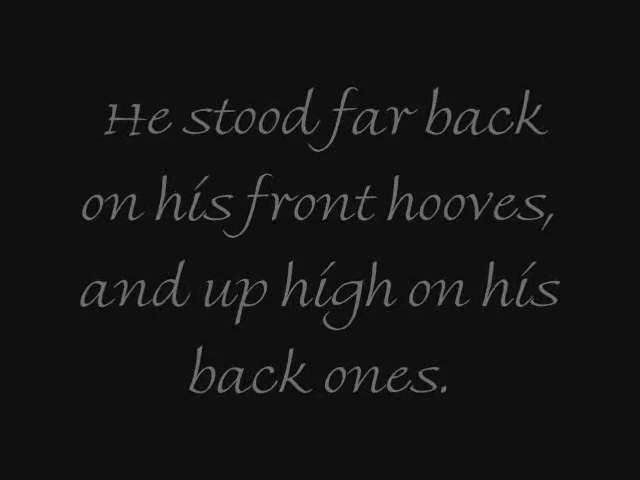 He stood far back
on his front hooves,
and up high on his
back ones.